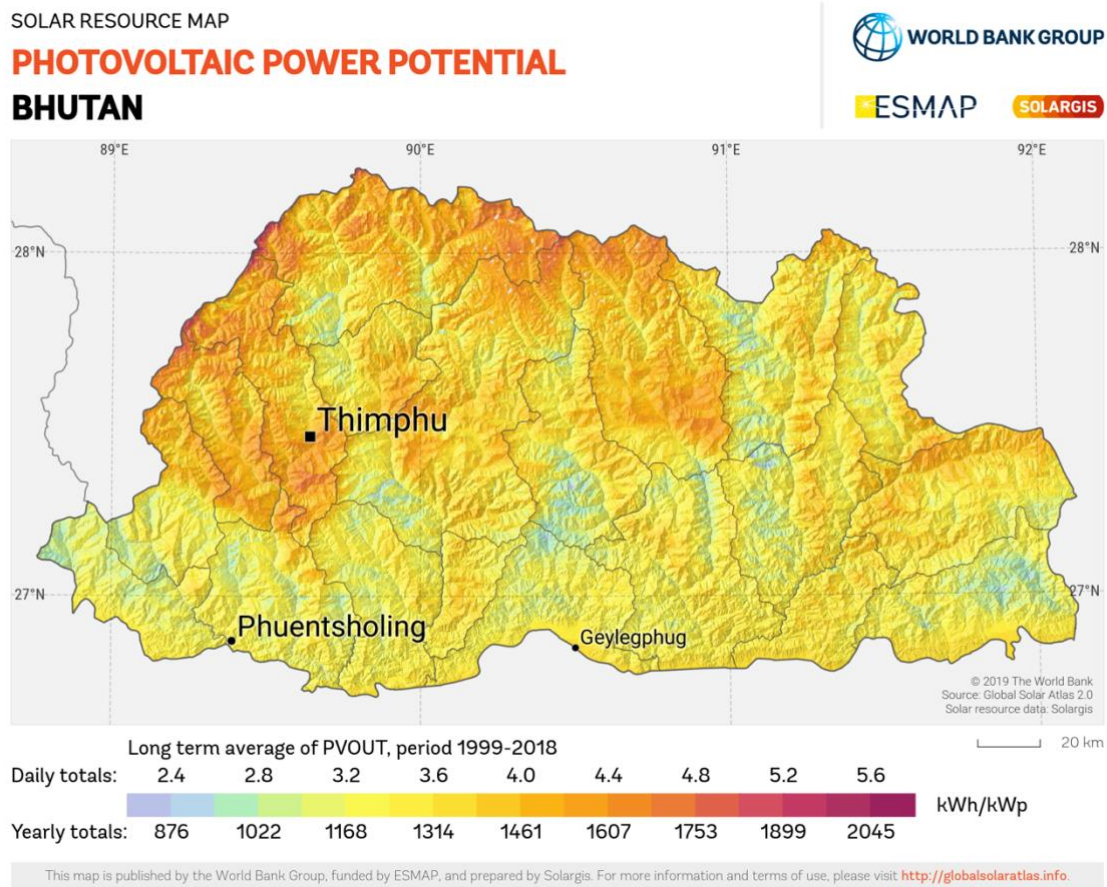 SOLAR RESOURCE MAP
PHOTOVOLTAIC POWER POTENTIAL
BHUTAN
WORLD BANK GROUP
ESMAP
SOLARGIS
89°E 90°E 91°E 92°E
28°N 28°N
Thimphu
27°N 27°N
Phuentsholing
Geylegphug
© 2019 The World Bank
Source: Global Solar Atlas 2.0
Solar resource data: Solargis
20 km
Long term average of PVOUT, period 1999-2018
Daily totals: 2.4 2.8 3.2 3.6 4.0 4.4 4.8 5.2 5.6
kWh/kWp
Yearly totals: 876 1022 1168 1314 1461 1607 1753 1899 2045
This map is published by the World Bank Group, funded by ESMAP, and prepared by Solargis. For more information and terms of use, please visit http://globalsolaratlas.info.